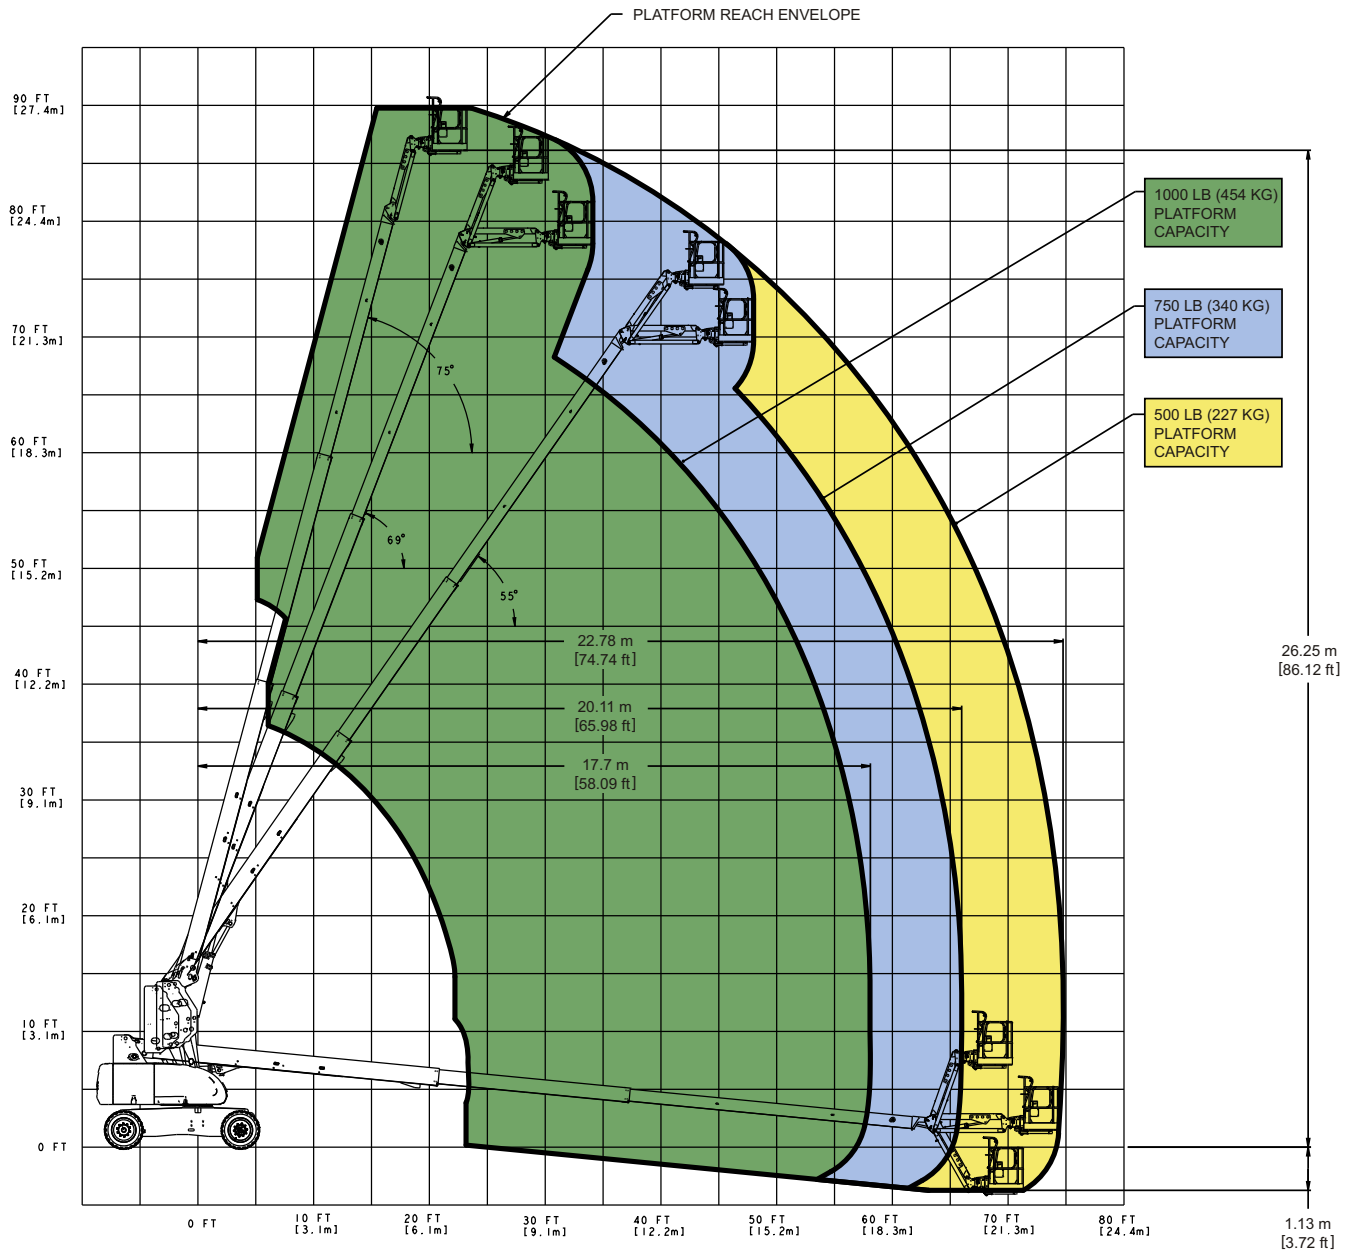 PLATFORM REACH ENVELOPE
90 FT
[27.4m]
80 FT
[24.4m]
70 FT
[21.3m]
60 FT
[18.3m]
50 FT
[15.2m]
40 FT
[12.2m]
30 FT
[9.1m]
20 FT
[6.1m]
10 FT
[3.1m]
0 FT
1000 LB (454 KG)
PLATFORM
CAPACITY
750 LB (340 KG)
PLATFORM
CAPACITY
500 LB (227 KG)
PLATFORM
CAPACITY
75°
69°
55°
22.78 m
[74.74 ft]
20.11 m
[65.98 ft]
17.7 m
[58.09 ft]
26.25 m
[86.12 ft]
0 FT
10 FT
[3.1m]
20 FT
[6.1m]
30 FT
[9.1m]
40 FT
[12.2m]
50 FT
[15.2m]
60 FT
[18.3m]
70 FT
[21.3m]
80 FT
[24.4m]
1.13 m
[3.72 ft]